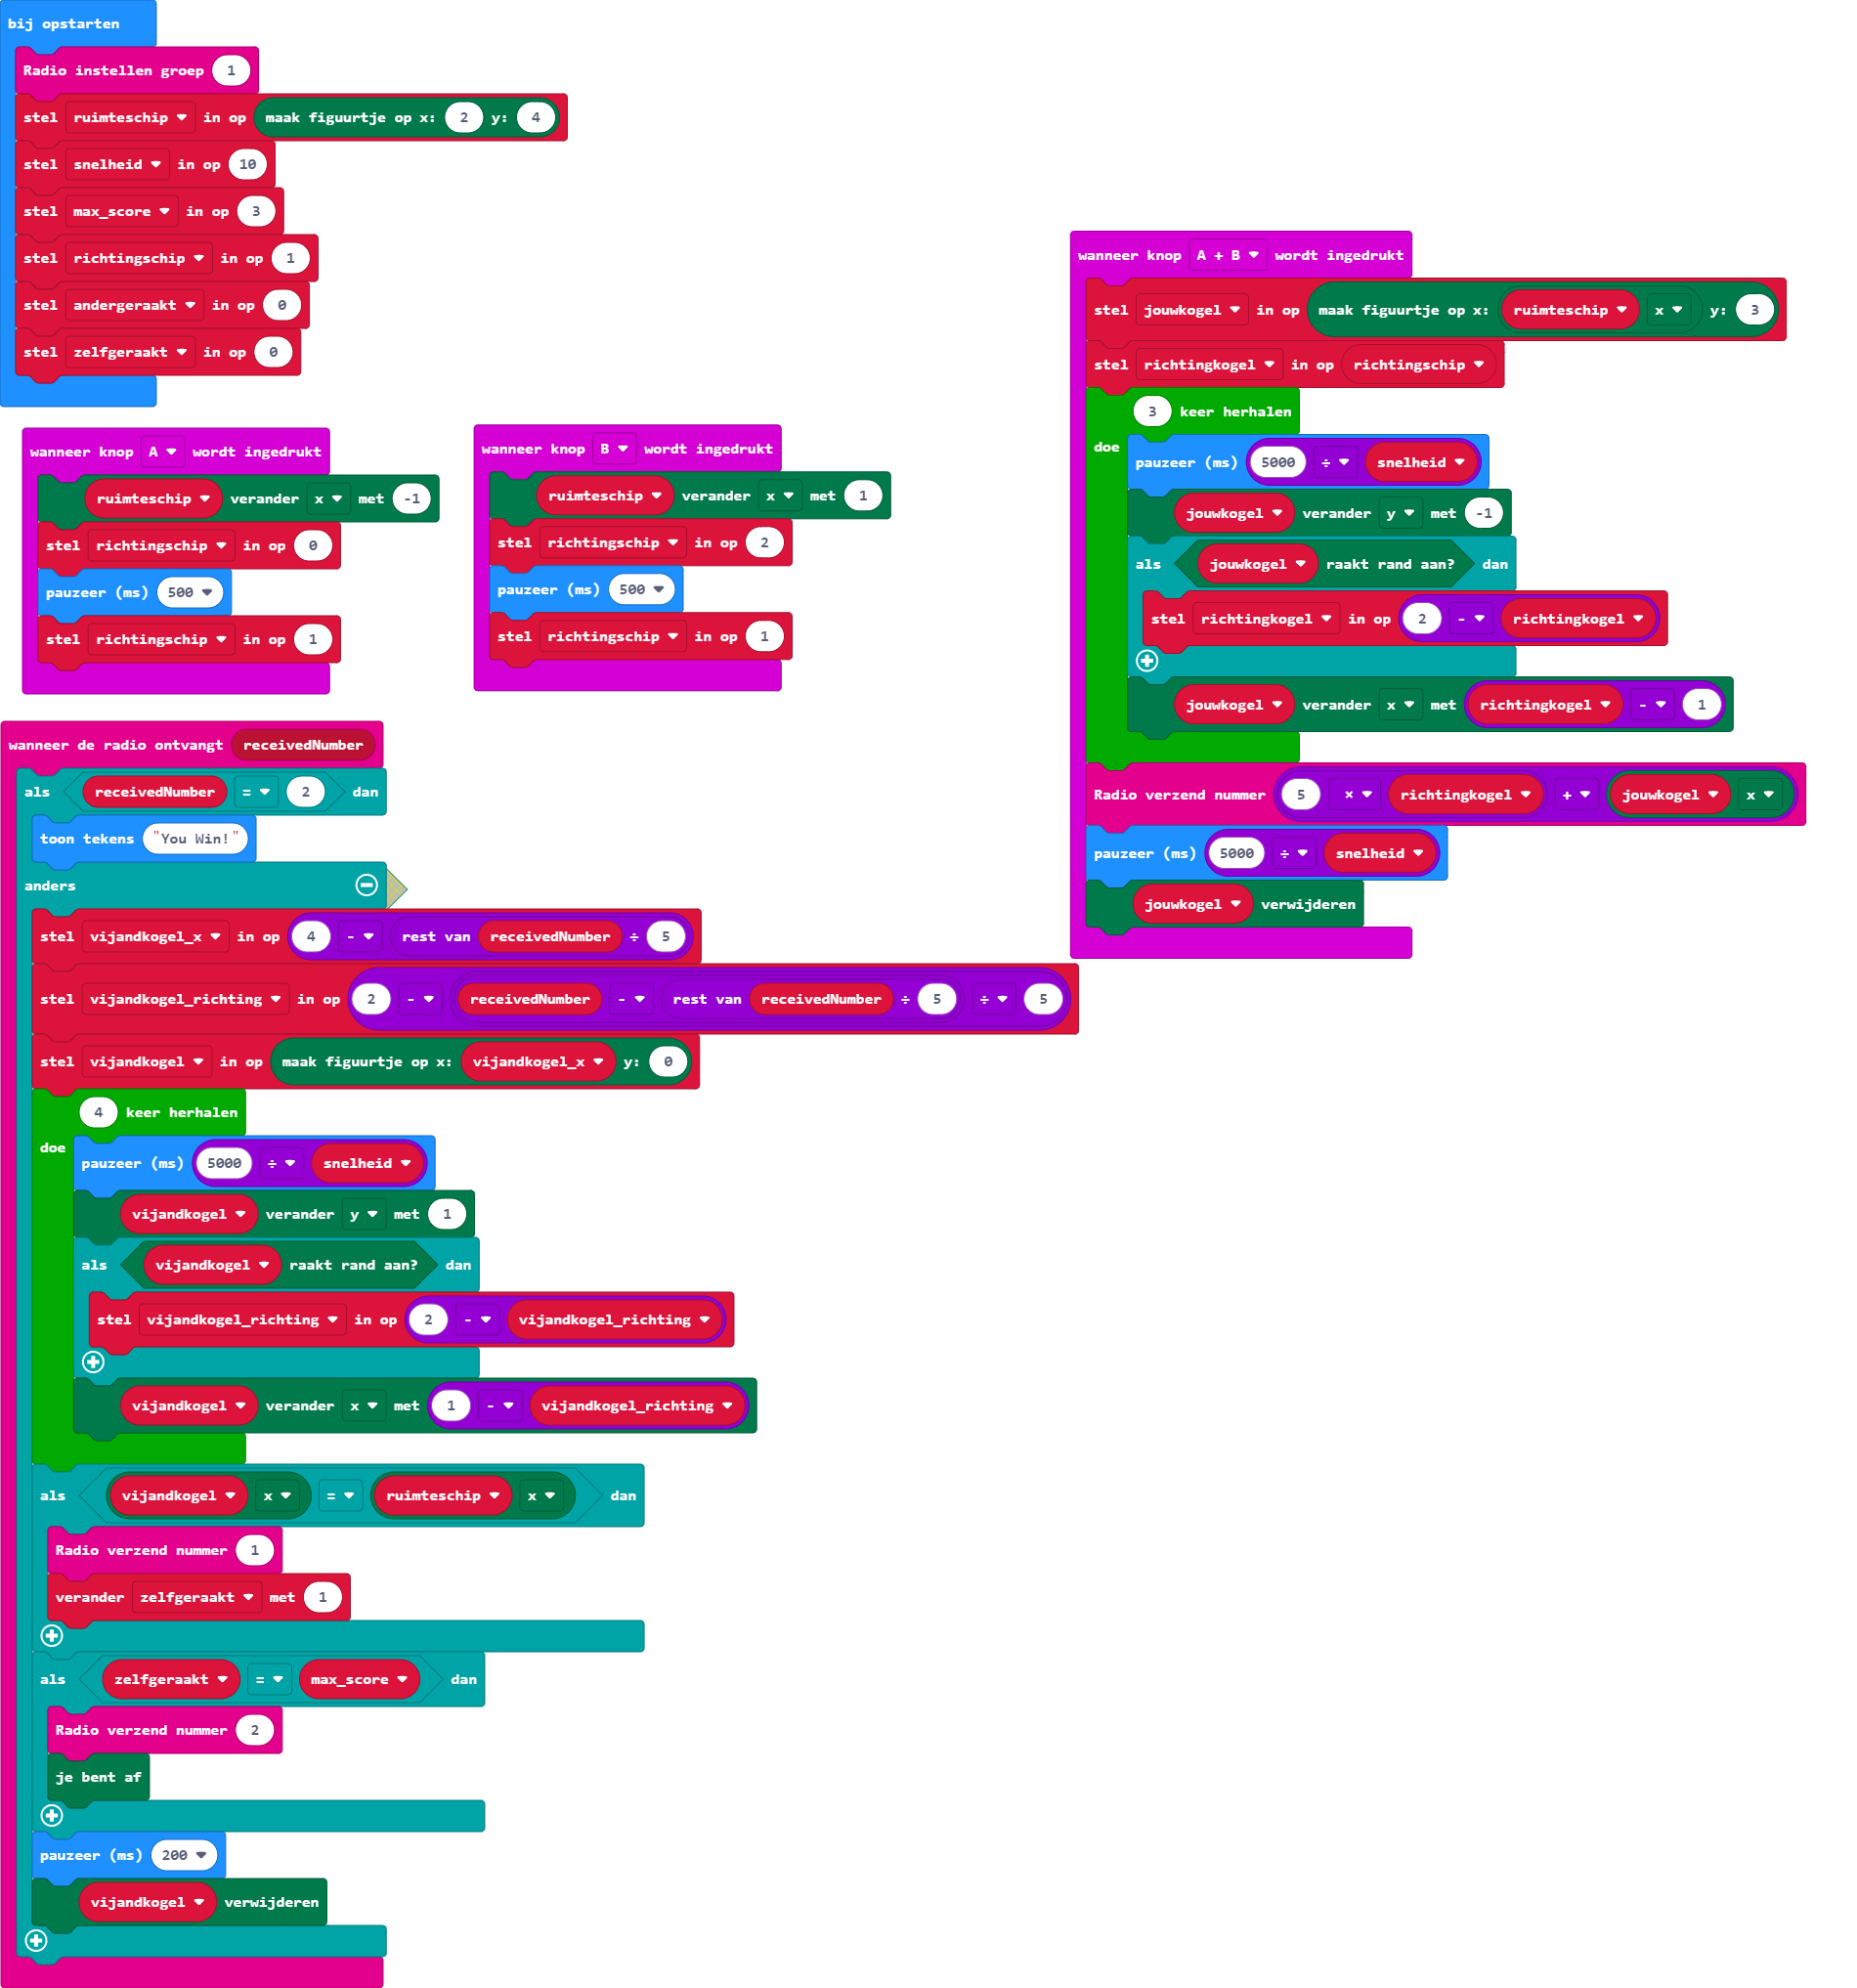 bij opstarten
Radio instellen groep 1
stel ruimteschip in op maak figuurtje op x: 2 y: 4
stel snelheid in op 10
stel max_score in op 3
stel richtingschip in op 1
stel andergeraakt in op 0
stel zelfgeraakt in op 0
wanneer knop A wordt ingedrukt
ruimteschip verander x met -1
stel richtingschip in op 0
pauzeer (ms) 500
stel richtingschip in op 1
wanneer knop B wordt ingedrukt
ruimteschip verander x met 1
stel richtingschip in op 2
pauzeer (ms) 500
stel richtingschip in op 1
wanneer knop A + B wordt ingedrukt
stel jouwkogel in op maak figuurtje op x: ruimteschip x y: 3
stel richtingkogel in op richtingschip
3 keer herhalen
doe
pauzeer (ms) 5000 ÷ snelheid
jouwkogel verander y met -1
als jouwkogel raakt rand aan? dan
stel richtingkogel in op 2 - richtingkogel
jouwkogel verander x met richtingkogel - 1
Radio verzend nummer 5 × richtingkogel + jouwkogel x
pauzeer (ms) 5000 ÷ snelheid
jouwkogel verwijderen
wanneer de radio ontvangt receivedNumber
als receivedNumber = 2 dan
toon tekens "You Win!"
anders
stel vijandkogel_x in op 4 - rest van receivedNumber ÷ 5
stel vijandkogel_richting in op 2 - receivedNumber - rest van receivedNumber ÷ 5 ÷ 5
stel vijandkogel in op maak figuurtje op x: vijandkogel_x y: 0
4 keer herhalen
doe
pauzeer (ms) 5000 ÷ snelheid
vijandkogel verander y met 1
als vijandkogel raakt rand aan? dan
stel vijandkogel_richting in op 2 - vijandkogel_richting
vijandkogel verander x met 1 - vijandkogel_richting
als vijandkogel x = ruimteschip x dan
Radio verzend nummer 1
verander zelfgeraakt met 1
als zelfgeraakt = max_score dan
Radio verzend nummer 2
je bent af
pauzeer (ms) 200
vijandkogel verwijderen